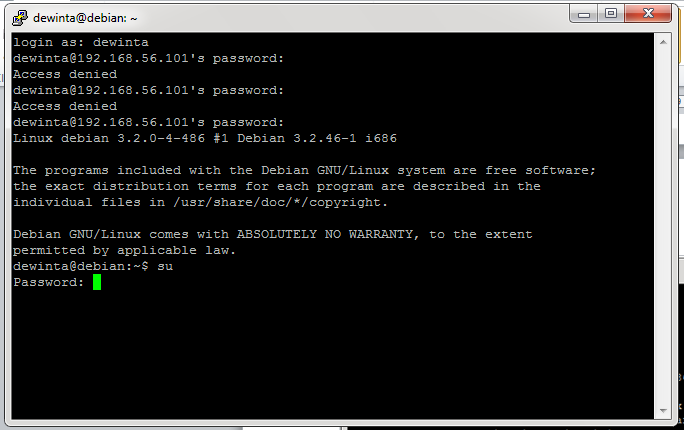 dewinta@debian: ~
login as: dewinta
dewinta@192.168.56.101's password:
Access denied
dewinta@192.168.56.101's password:
Access denied
dewinta@192.168.56.101's password:
Linux debian 3.2.0-4-486 #1 Debian 3.2.46-1 i686
The programs included with the Debian GNU/Linux system are free software;
the exact distribution terms for each program are described in the
individual files in /usr/share/doc/*/copyright.
Debian GNU/Linux comes with ABSOLUTELY NO WARRANTY, to the extent
permitted by applicable law.
dewinta@debian:~$ su
Password: